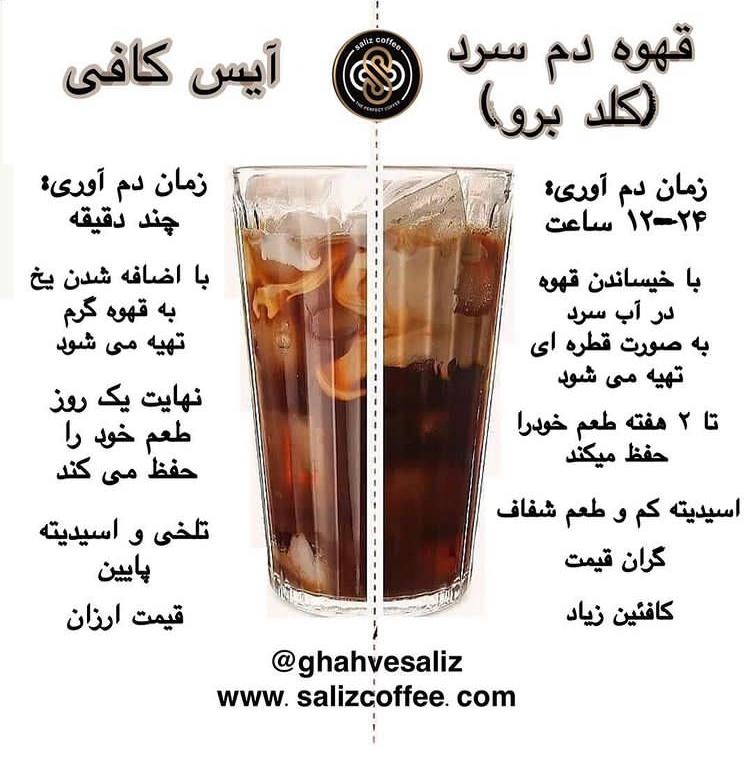 قهوه دم سرد
(کلد برو)
زمان دم آوری:
۱۲-۲۴ ساعت
با خیساندن قهوه
در آب سرد
به صورت قطره ای
تهیه می شود
تا ۲ هفته طعم خودرا
حفظ میکند
اسیدیته کم و طعم شفاف
گران قیمت
کافئین زیاد
saliz coffee
THE PERFECT COFFEE
آیس کافی
زمان دم آوری:
چند دقیقه
با اضافه شدن یخ
به قهوه گرم
تهیه می شود
نهایت یک روز
طعم خود را
حفظ می کند
تلخی و اسیدیته
پایین
قیمت ارزان
@ghahvesaliz
www. salizcoffee. com